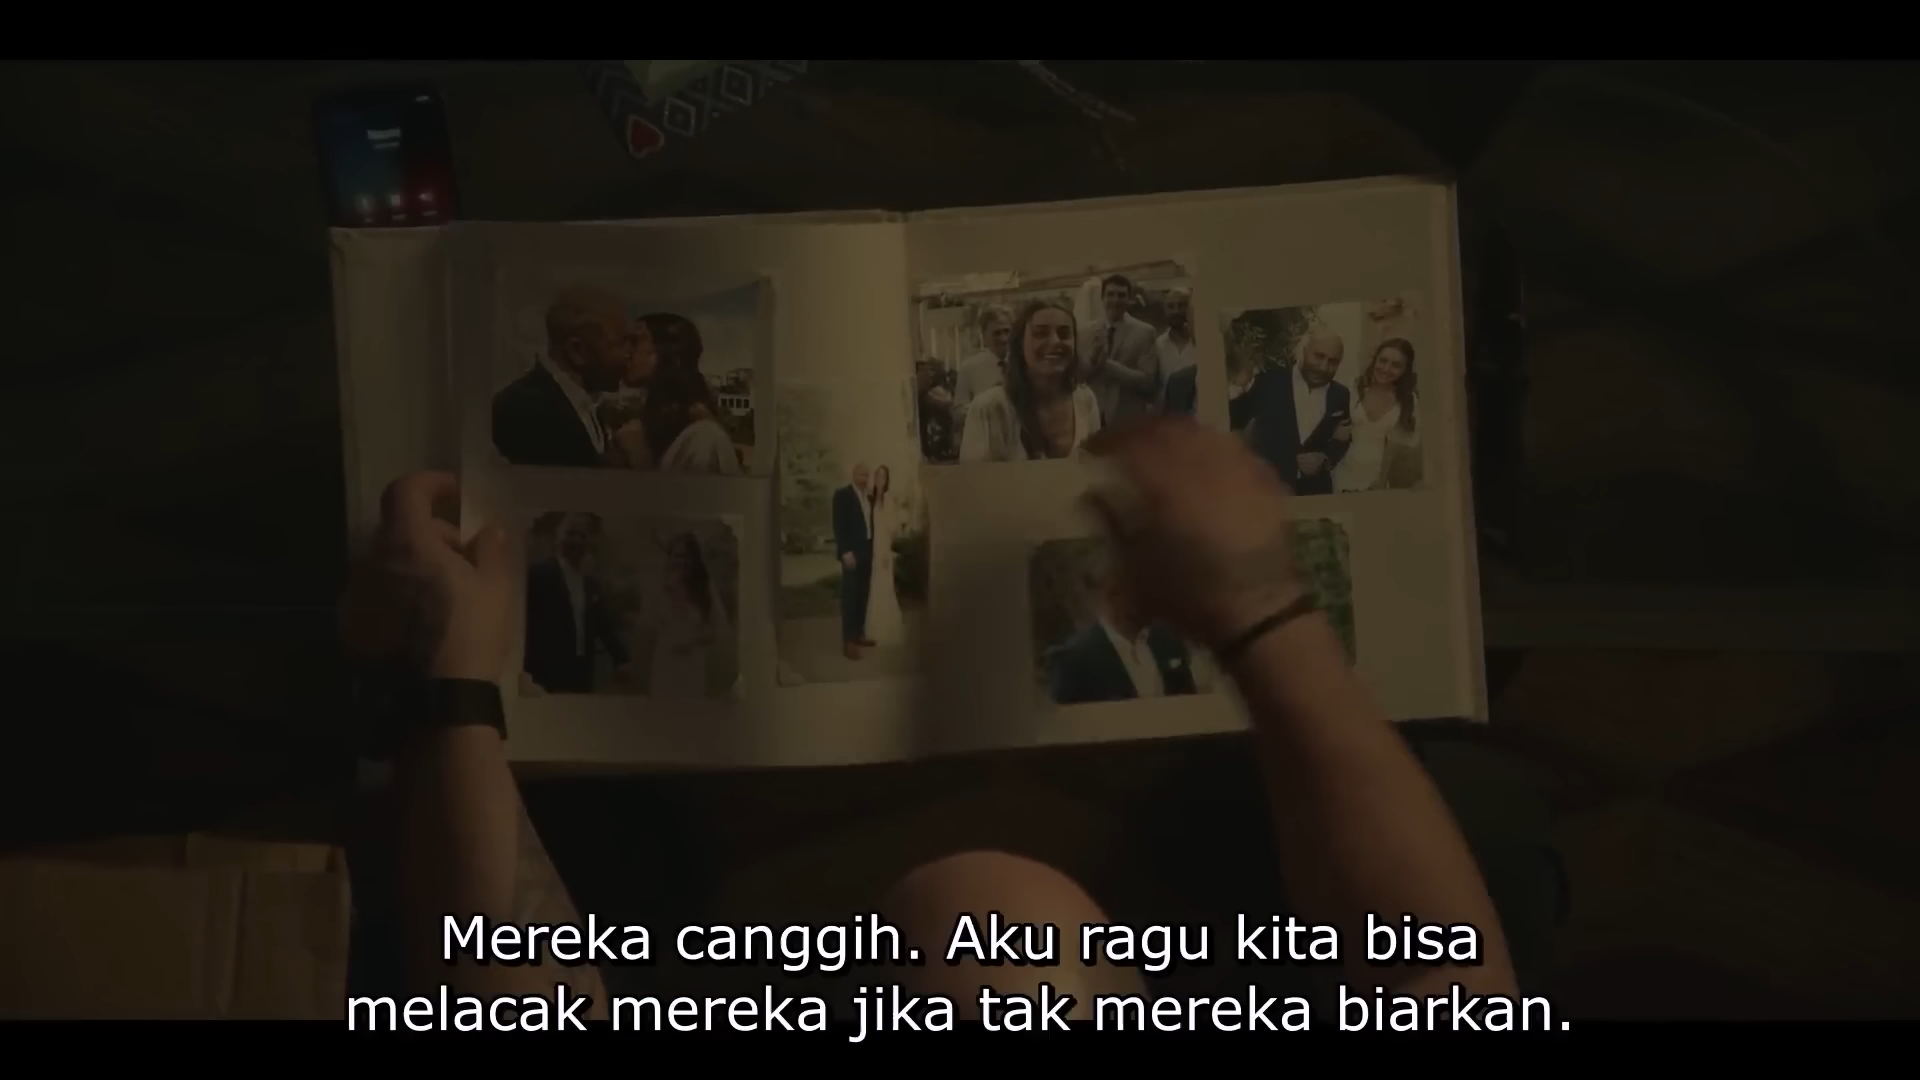 Mereka canggih. Aku ragu kita bisa
melacak mereka jika tak mereka biarkan.